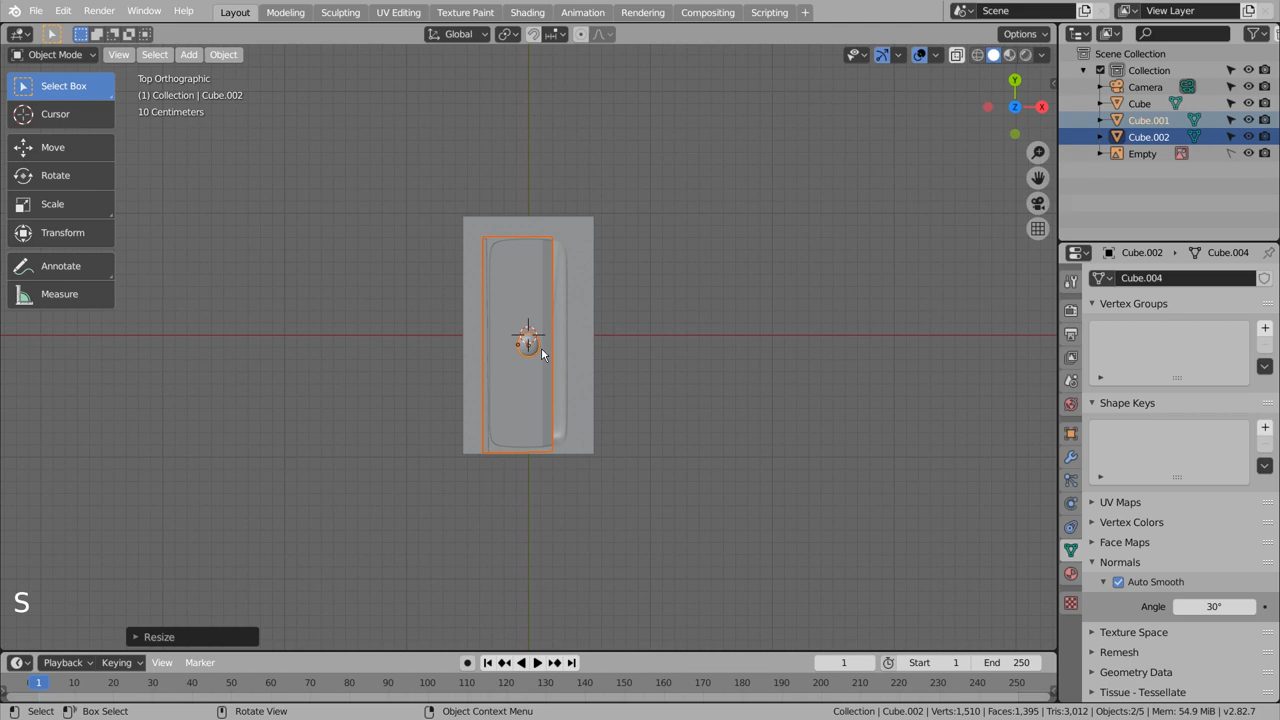 File Edit Render Window Help Layout Modeling Sculpting UV Editing Texture Paint Shading Animation Rendering Compositing Scripting + Scene View Layer
Global Options
Object Mode View Select Add Object
Select Box
Cursor
Move
Rotate
Scale
Transform
Annotate
Measure
Top Orthographic
(1) Collection | Cube.002
10 Centimeters
Y
Z
X
S
Resize
Scene Collection
Collection
Camera
Cube
Cube.001
Cube.002
Empty
Cube.002 Cube.004
Cube.004
Vertex Groups
Shape Keys
UV Maps
Vertex Colors
Face Maps
Normals
Auto Smooth
Angle 30°
Texture Space
Remesh
Geometry Data
Tissue - Tessellate
Playback Keying View Marker 1 Start 1 End 250
1 10 20 30 40 50 60 70 80 90 100 110 120 130 140 150 160 170 180 190 200 210 220 230 240 250
Select Box Select Rotate View Object Context Menu Collection | Cube.002 | Verts:1,510 | Faces:1,395 | Tris:3,012 | Objects:2/5 | Mem: 54.9 MiB | v2.82.7